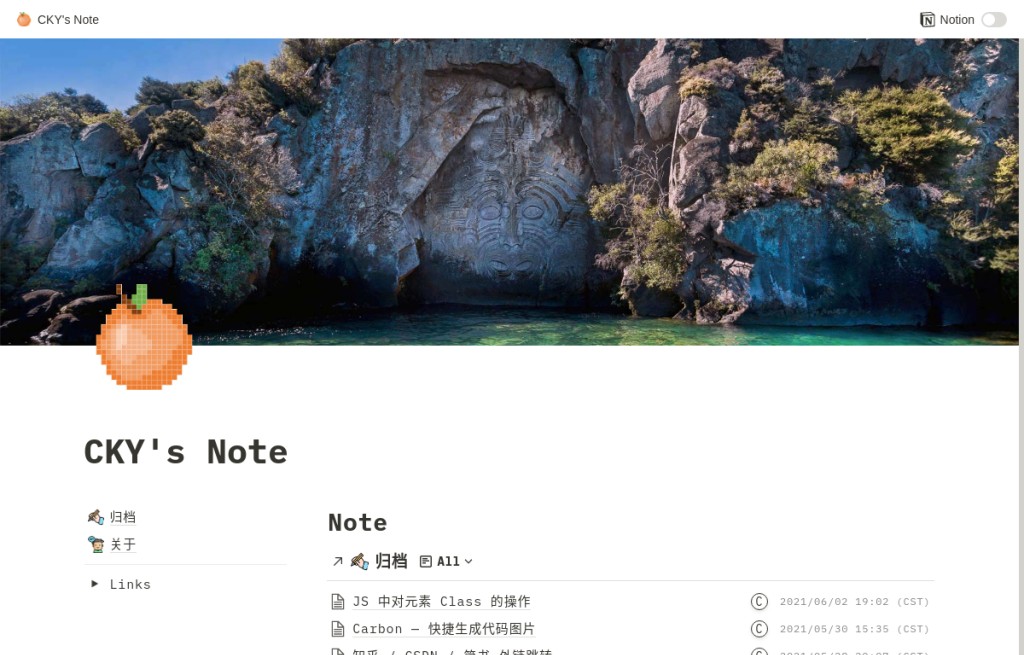 CKY's Note
Notion
CKY's Note
归档
关于
Links
Note
归档 All
JS 中对元素 Class 的操作
C 2021/06/02 19:02 (CST)
Carbon – 快捷生成代码图片
C 2021/05/30 15:35 (CST)